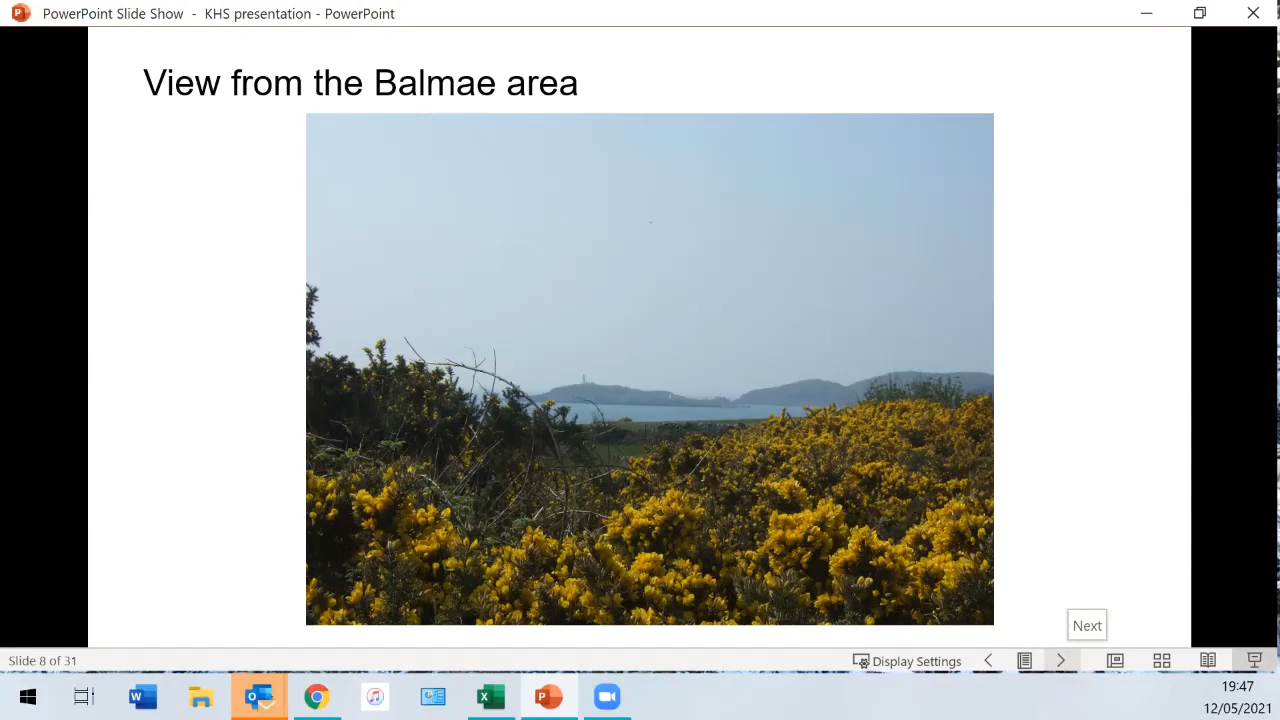 PowerPoint Slide Show - KHS presentation - PowerPoint
View from the Balmae area
Next
Slide 8 of 31
Display Settings
19:47
12/05/2021